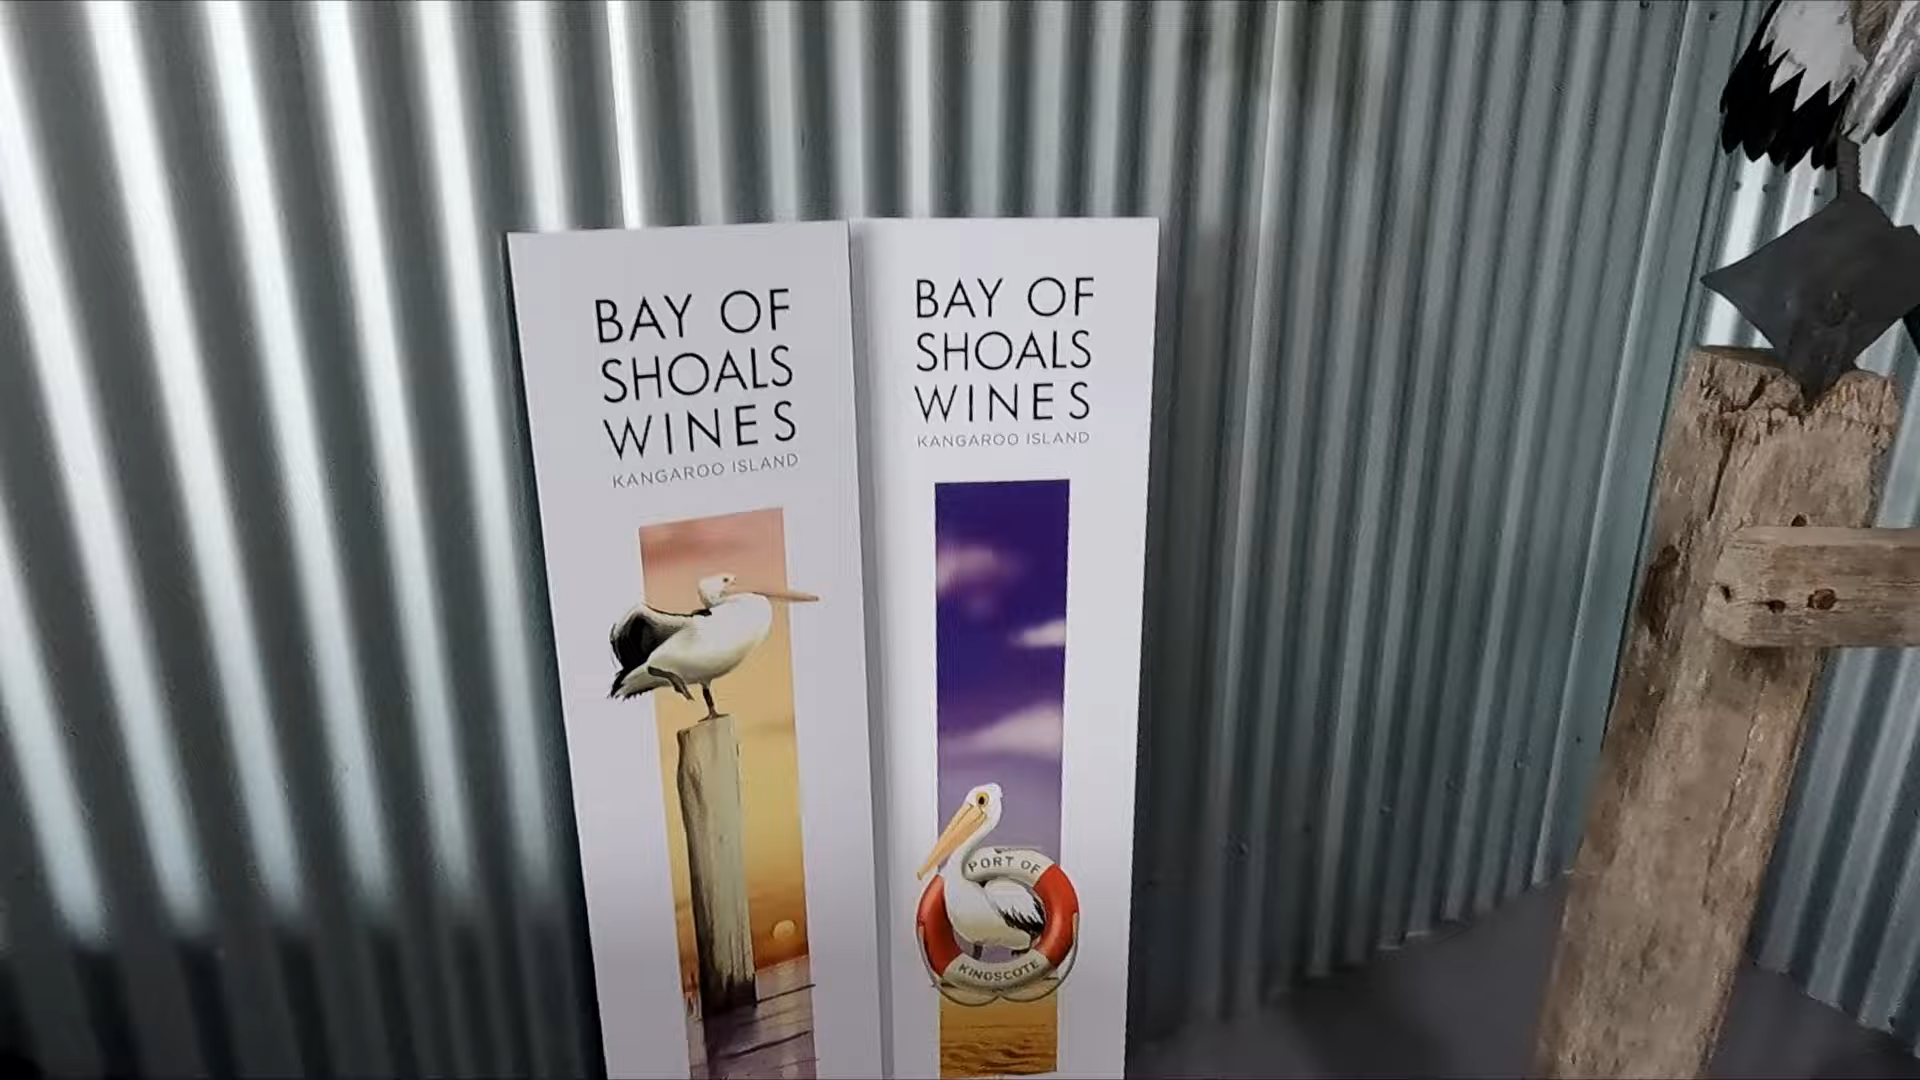 BAY OF
SHOALS
WINES
KANGAROO ISLAND
BAY OF
SHOALS
WINES
KANGAROO ISLAND
PORT OF
KINGSCOTE